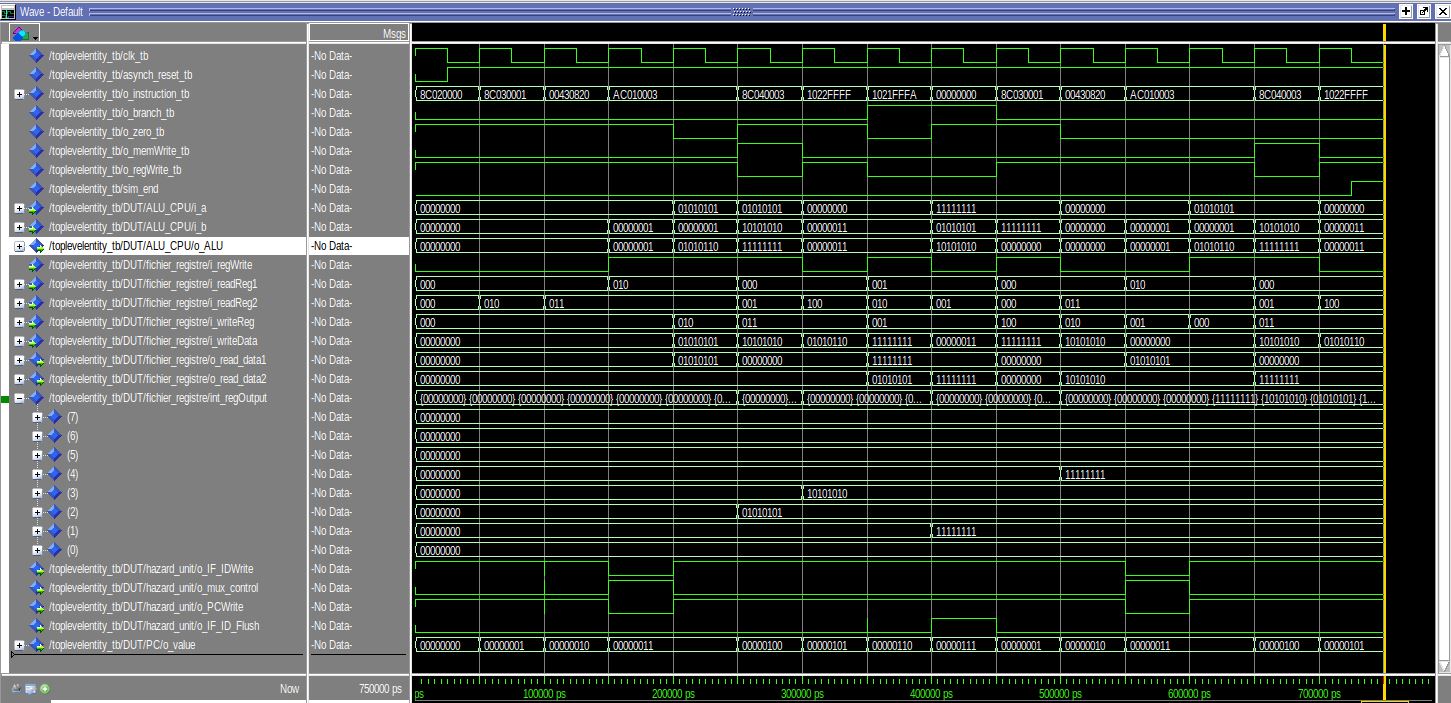 Wave - Default
Msgs
/toplevelentity_tb/clk_tb -No Data-
/toplevelentity_tb/asynch_reset_tb -No Data-
/toplevelentity_tb/o_instruction_tb -No Data- 8C020000 8C030001 00430820 AC010003 8C040003 1022FFFF 1021FFFA 00000000 8C030001 00430820 AC010003 8C040003 1022FFFF
/toplevelentity_tb/o_branch_tb -No Data-
/toplevelentity_tb/o_zero_tb -No Data-
/toplevelentity_tb/o_memWrite_tb -No Data-
/toplevelentity_tb/o_regWrite_tb -No Data-
/toplevelentity_tb/sim_end -No Data-
/toplevelentity_tb/DUT/ALU_CPU/i_a -No Data- 00000000 01010101 01010101 00000000 11111111 00000000 01010101 00000000
/toplevelentity_tb/DUT/ALU_CPU/i_b -No Data- 00000000 00000001 00000001 10101010 00000011 01010101 11111111 00000000 00000001 00000001 10101010 00000011
/toplevelentity_tb/DUT/ALU_CPU/o_ALU -No Data- 00000000 00000001 01010110 11111111 00000011 10101010 00000000 00000000 00000001 01010110 11111111 00000011
/toplevelentity_tb/DUT/fichier_registre/i_regWrite -No Data-
/toplevelentity_tb/DUT/fichier_registre/i_readReg1 -No Data- 000 010 000 001 000 010 000
/toplevelentity_tb/DUT/fichier_registre/i_readReg2 -No Data- 000 010 011 001 100 010 001 000 011 001 100
/toplevelentity_tb/DUT/fichier_registre/i_writeReg -No Data- 000 010 011 001 100 010 001 000 011
/toplevelentity_tb/DUT/fichier_registre/i_writeData -No Data- 00000000 01010101 10101010 01010110 11111111 00000011 11111111 10101010 00000000 10101010 01010110
/toplevelentity_tb/DUT/fichier_registre/o_read_data1 -No Data- 00000000 01010101 00000000 11111111 00000000 01010101 00000000
/toplevelentity_tb/DUT/fichier_registre/o_read_data2 -No Data- 00000000 01010101 11111111 00000000 10101010 11111111
/toplevelentity_tb/DUT/fichier_registre/int_regOutput -No Data- {00000000} {00000000} {00000000} {00000000} {00000000} {00000000} {0... {00000000}... {00000000} {00000000} {0... {00000000} {00000000} {0... {00000000} {00000000} {00000000} {11111111} {10101010} {01010101} {1...
(7) -No Data- 00000000
(6) -No Data- 00000000
(5) -No Data- 00000000
(4) -No Data- 00000000 11111111
(3) -No Data- 00000000 10101010
(2) -No Data- 00000000 01010101
(1) -No Data- 00000000 11111111
(0) -No Data- 00000000
/toplevelentity_tb/DUT/hazard_unit/o_IF_IDWrite -No Data-
/toplevelentity_tb/DUT/hazard_unit/o_mux_control -No Data-
/toplevelentity_tb/DUT/hazard_unit/o_PCWrite -No Data-
/toplevelentity_tb/DUT/hazard_unit/o_IF_ID_Flush -No Data-
/toplevelentity_tb/DUT/PC/o_value -No Data- 00000000 00000001 00000010 00000011 00000100 00000101 00000110 00000111 00000001 00000010 00000011 00000100 00000101
Now 750000 ps ps 100000 ps 200000 ps 300000 ps 400000 ps 500000 ps 600000 ps 700000 ps